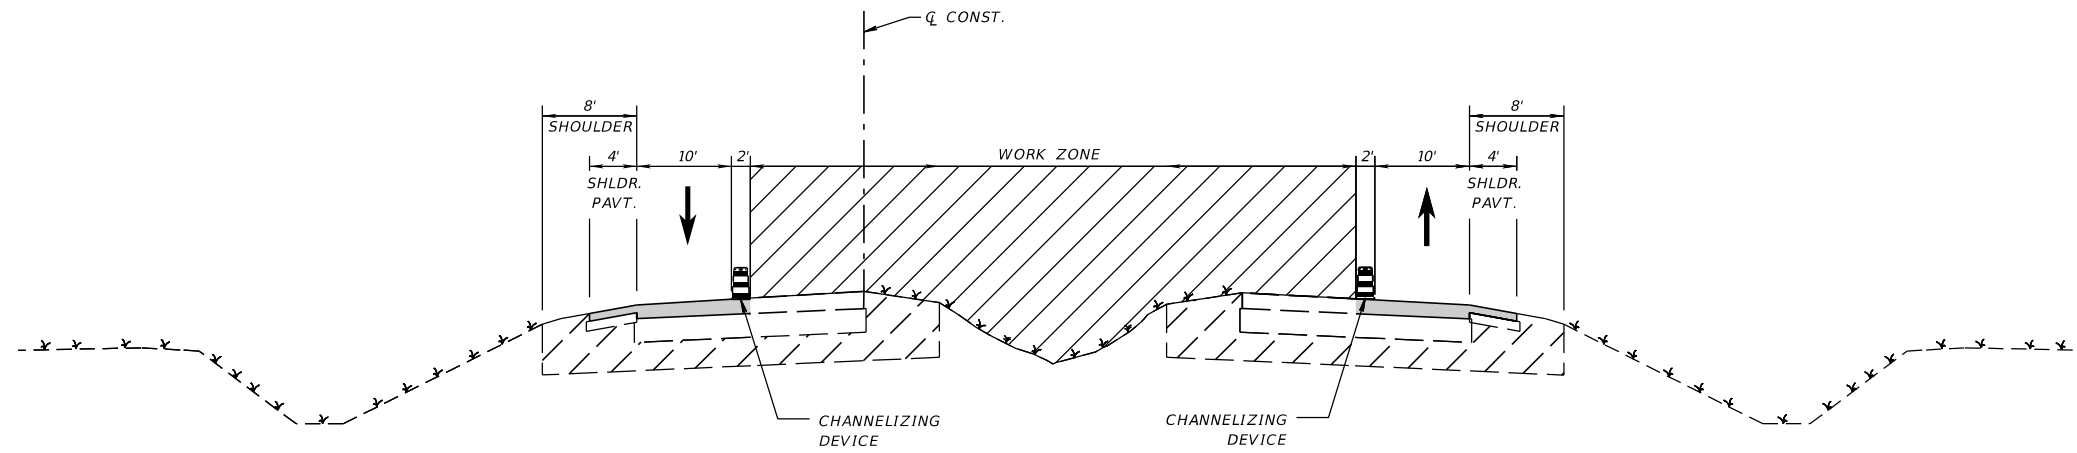 ℄ CONST.
8'
SHOULDER
8'
SHOULDER
4'
10'
2'
WORK ZONE
2'
10'
4'
SHLDR.
PAVT.
SHLDR.
PAVT.
CHANNELIZING
DEVICE
CHANNELIZING
DEVICE